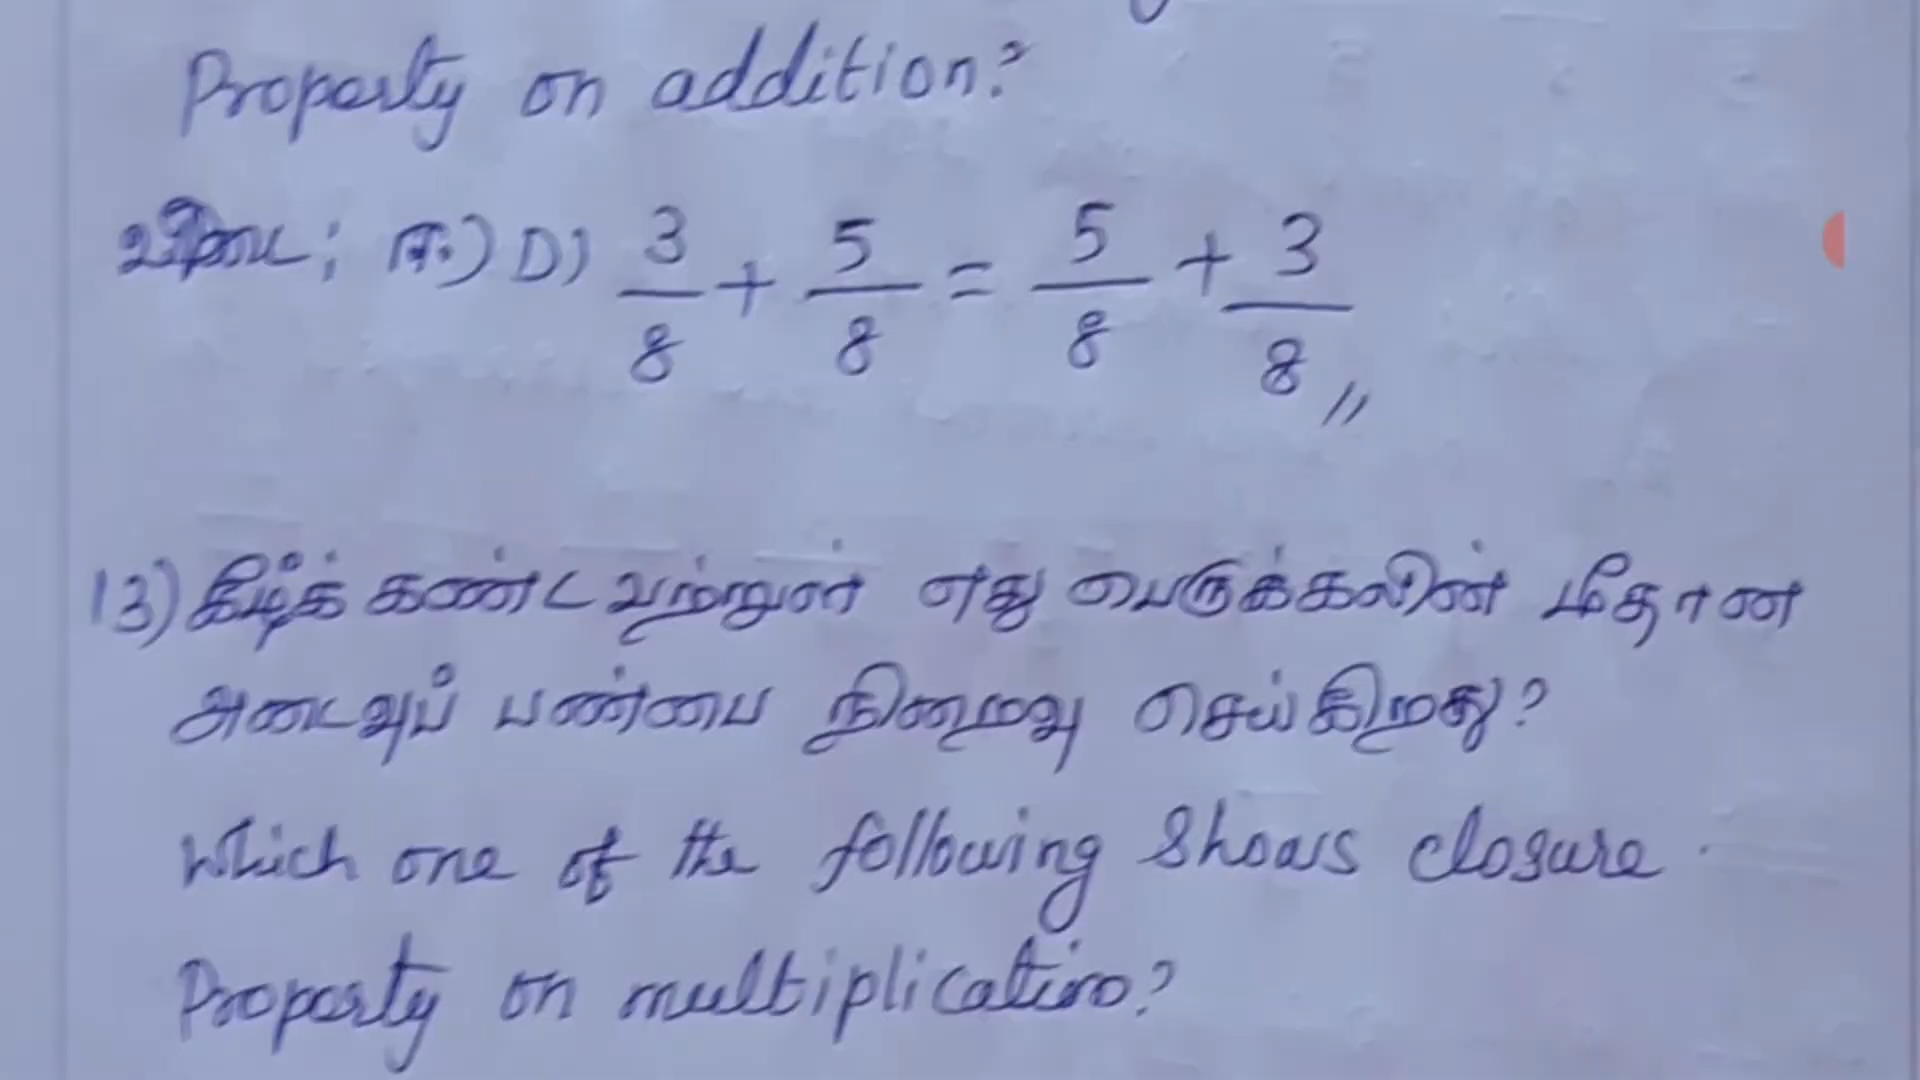 Property on addition?
விடை; ஈ) D) 3/8 + 5/8 = 5/8 + 3/8 //
13) கீழ்க் கண்டவற்றுள் எது பெருக்கலின் மீதான
அடைவுப் பண்பை நிறைவு செய்கிறது?
Which one of the following shows closure
Property on multiplication?